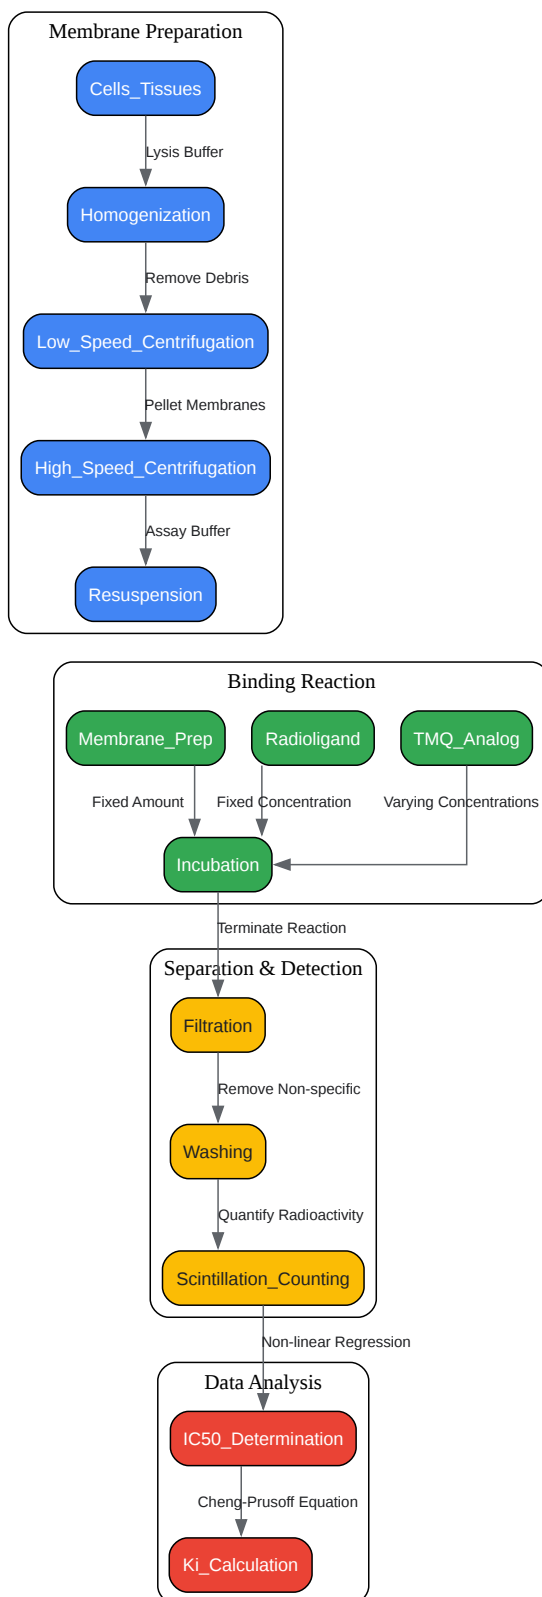 Membrane Preparation
Cells_Tissues
Lysis Buffer
Homogenization
Remove Debris
Low_Speed_Centrifugation
Pellet Membranes
High_Speed_Centrifugation
Assay Buffer
Resuspension
Binding Reaction
Membrane_Prep
Radioligand
TMQ_Analog
Fixed Amount
Fixed Concentration
Varying Concentrations
Incubation
Terminate Reaction
Separation & Detection
Filtration
Remove Non-specific
Washing
Quantify Radioactivity
Scintillation_Counting
Non-linear Regression
Data Analysis
IC50_Determination
Cheng-Prusoff Equation
Ki_Calculation